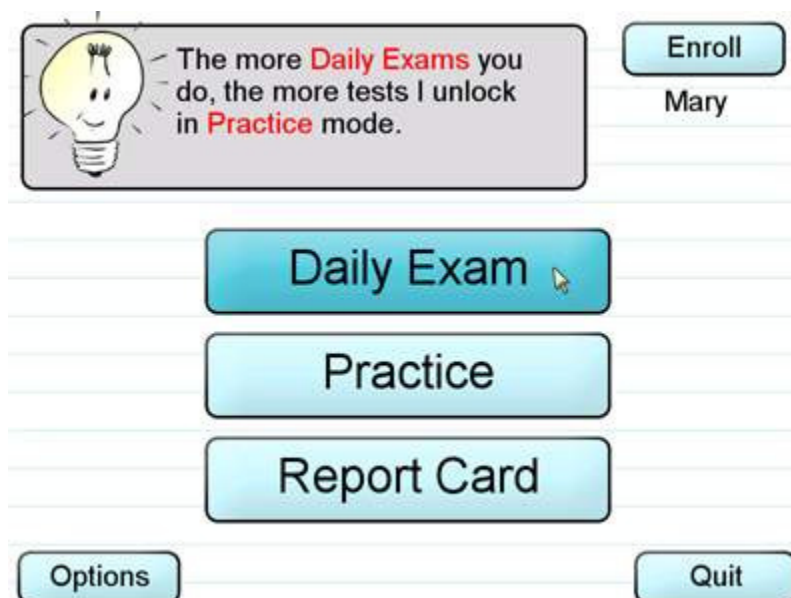 The more Daily Exams you
do, the more tests I unlock
in Practice mode.
Enroll
Mary
Daily Exam
Practice
Report Card
Options
Quit